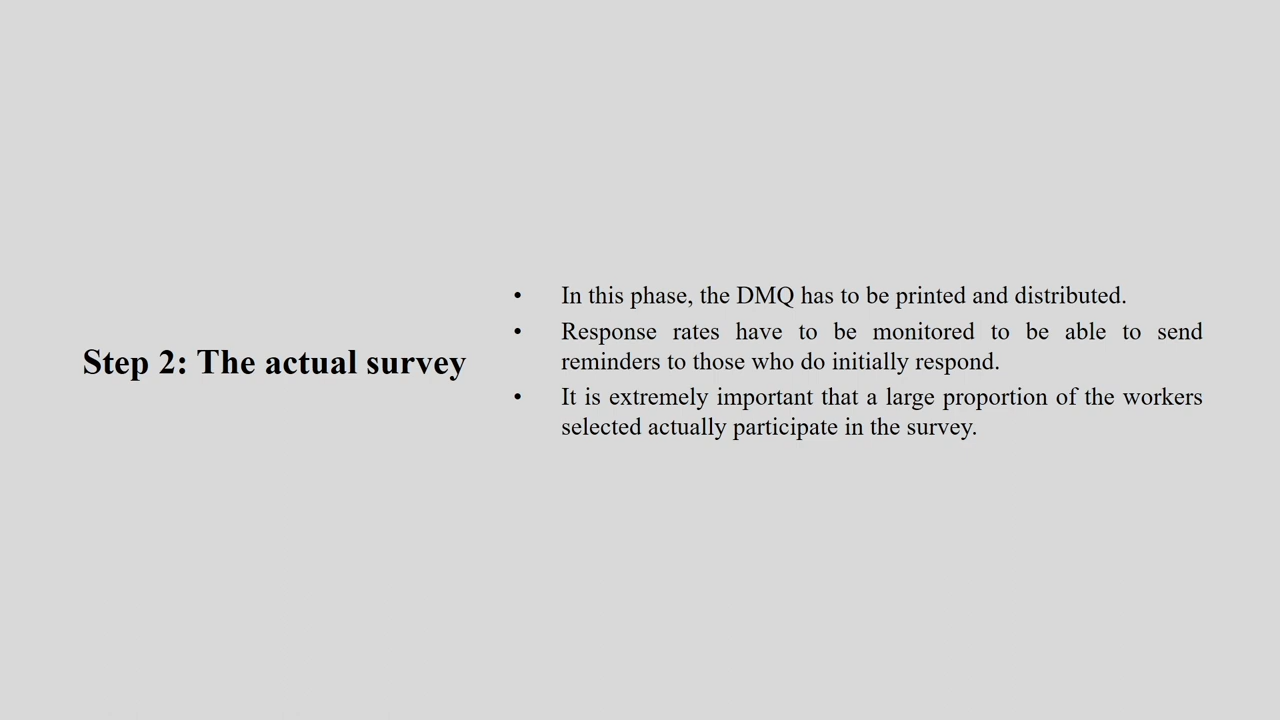 Step 2: The actual survey
• In this phase, the DMQ has to be printed and distributed.
• Response rates have to be monitored to be able to send
reminders to those who do initially respond.
• It is extremely important that a large proportion of the workers
selected actually participate in the survey.